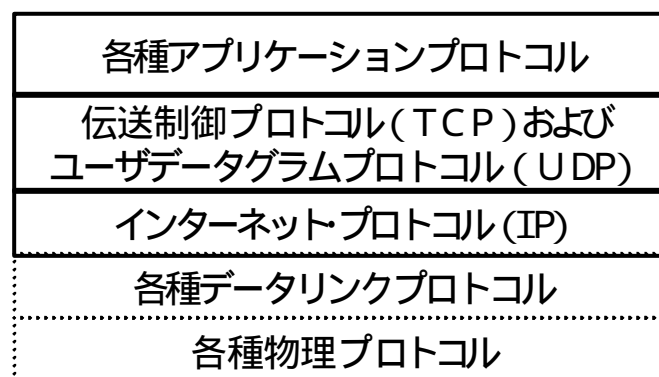 各種アプリケーションプロトコル
伝送制御プロトコル(TCP)および
ユーザデータグラムプロトコル(UDP)
インターネット・プロトコル(IP)
各種データリンクプロトコル
各種物理プロトコル